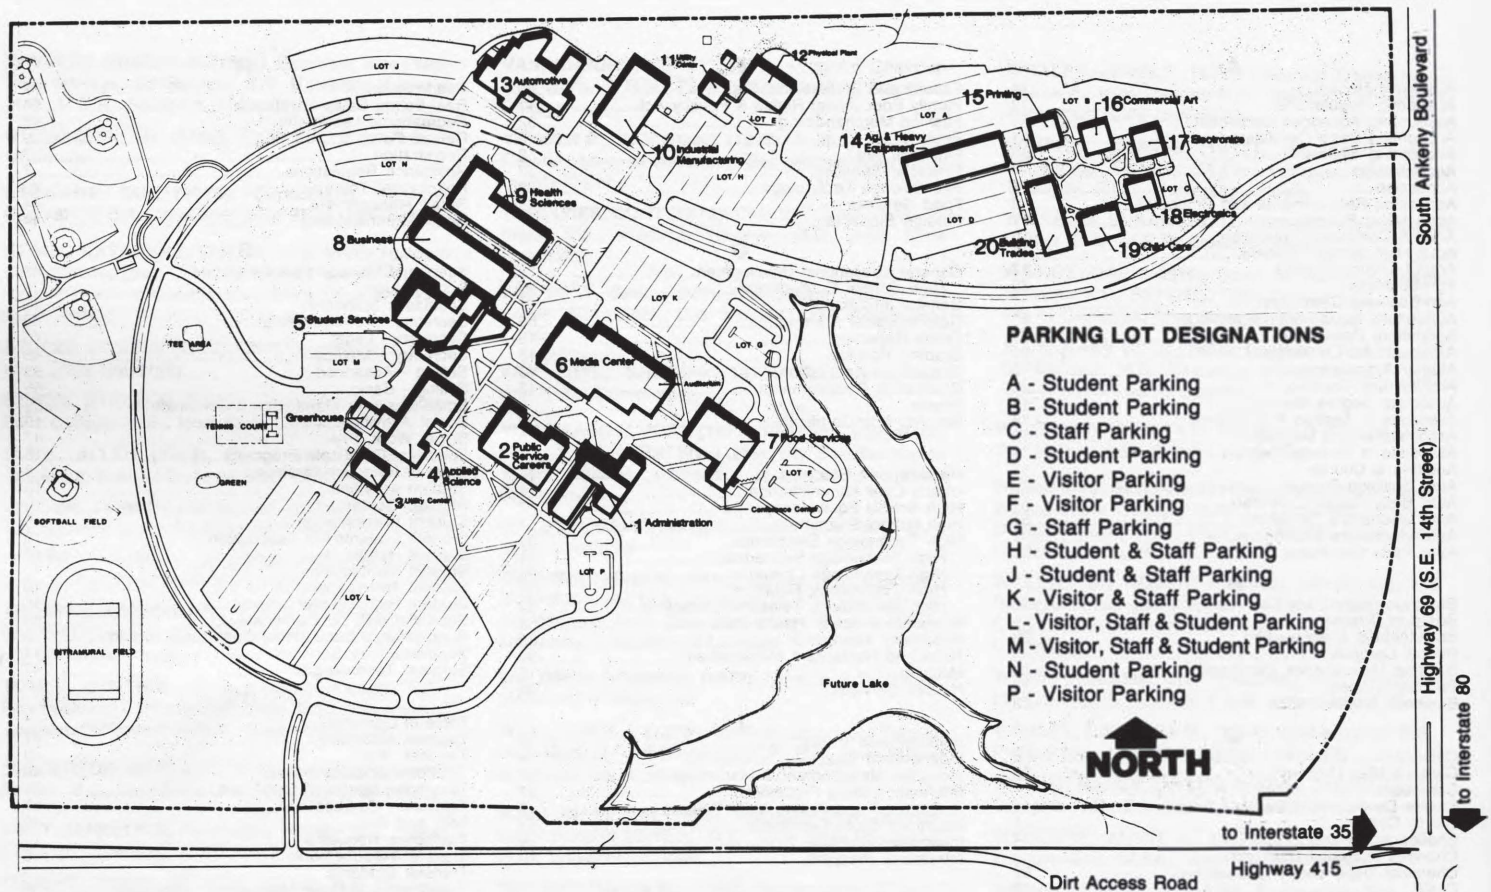 LOT J
13 Automotive
11 Utility
Center
12 Physical Plant
LOT E
10 Industrial
Manufacturing
LOT H
LOT N
9 Health
Sciences
8 Business
5 Student Services
LOT M
TEE AREA
TENNIS COURT
Greenhouse
GREEN
SOFTBALL FIELD
INTRAMURAL FIELD
LOT L
3 Utility Center
4 Applied
Science
2 Public
Service
Careers
1 Administration
LOT P
6 Media Center
Auditorium
LOT K
LOT G
7 Food Services
LOT F
Conference Center
Future Lake
LOT A
LOT B
15 Printing
16 Commercial Art
14 Ag. & Heavy
Equipment
17 Electronics
LOT C
18 Electronics
LOT D
20 Building
Trades
19 Child Care
PARKING LOT DESIGNATIONS
A - Student Parking
B - Student Parking
C - Staff Parking
D - Student Parking
E - Visitor Parking
F - Visitor Parking
G - Staff Parking
H - Student & Staff Parking
J - Student & Staff Parking
K - Visitor & Staff Parking
L - Visitor, Staff & Student Parking
M - Visitor, Staff & Student Parking
N - Student Parking
P - Visitor Parking
NORTH
South Ankeny Boulevard
Highway 69 (S.E. 14th Street)
to Interstate 80
to Interstate 35
Highway 415
Dirt Access Road